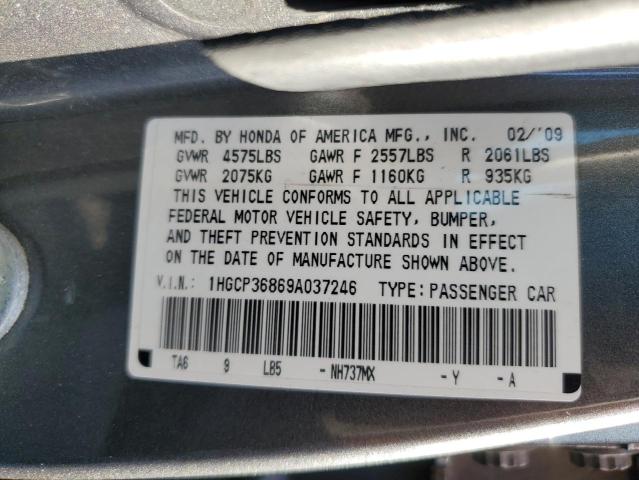 MFD. BY HONDA OF AMERICA MFG., INC. 02/'09
GVWR 4575LBS GAWR F 2557LBS R 2061LBS
GVWR 2075KG GAWR F 1160KG R 935KG
THIS VEHICLE CONFORMS TO ALL APPLICABLE
FEDERAL MOTOR VEHICLE SAFETY, BUMPER,
AND THEFT PREVENTION STANDARDS IN EFFECT
ON THE DATE OF MANUFACTURE SHOWN ABOVE.
V.I.N.: 1HGCP36869A037246 TYPE: PASSENGER CAR
TA6 9 LB5 - NH737MX - Y - A